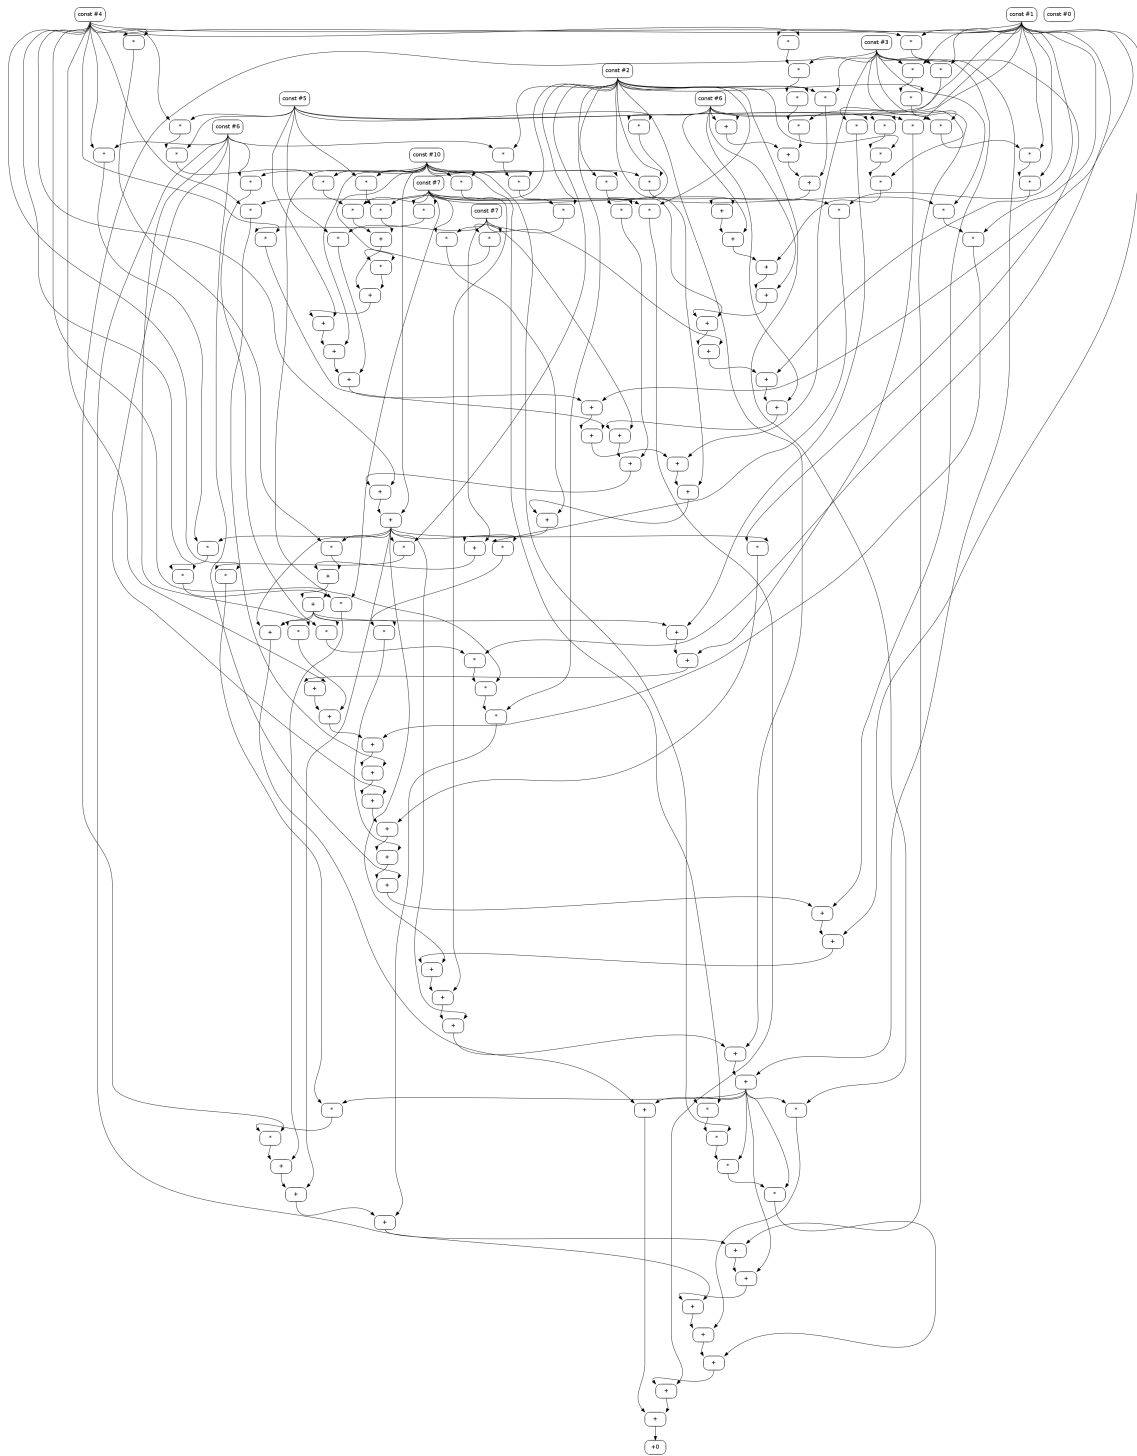 const #4 const #1 const #0
* * *
const #3
* * *
const #2
* * *
const #5 const #6
* + * * * * *
const #6
* * * + *
const #10
* * * * * * * + *
const #7
* * * * * * * + * *
const #7
* * * * * * * + * *
* + * * * + *
* + +
+ +
+ +
+ +
+ +
+ + +
+ + +
+ +
+ +
+ +
* * * + * *
* * +
+ *
+ * * * +
* +
+ *
+ *
+
+
+
+
+
+
+
+
+
+
+
+
+
* + * *
* *
+ *
+ *
+
+
+
+
+
+
+
+
+0